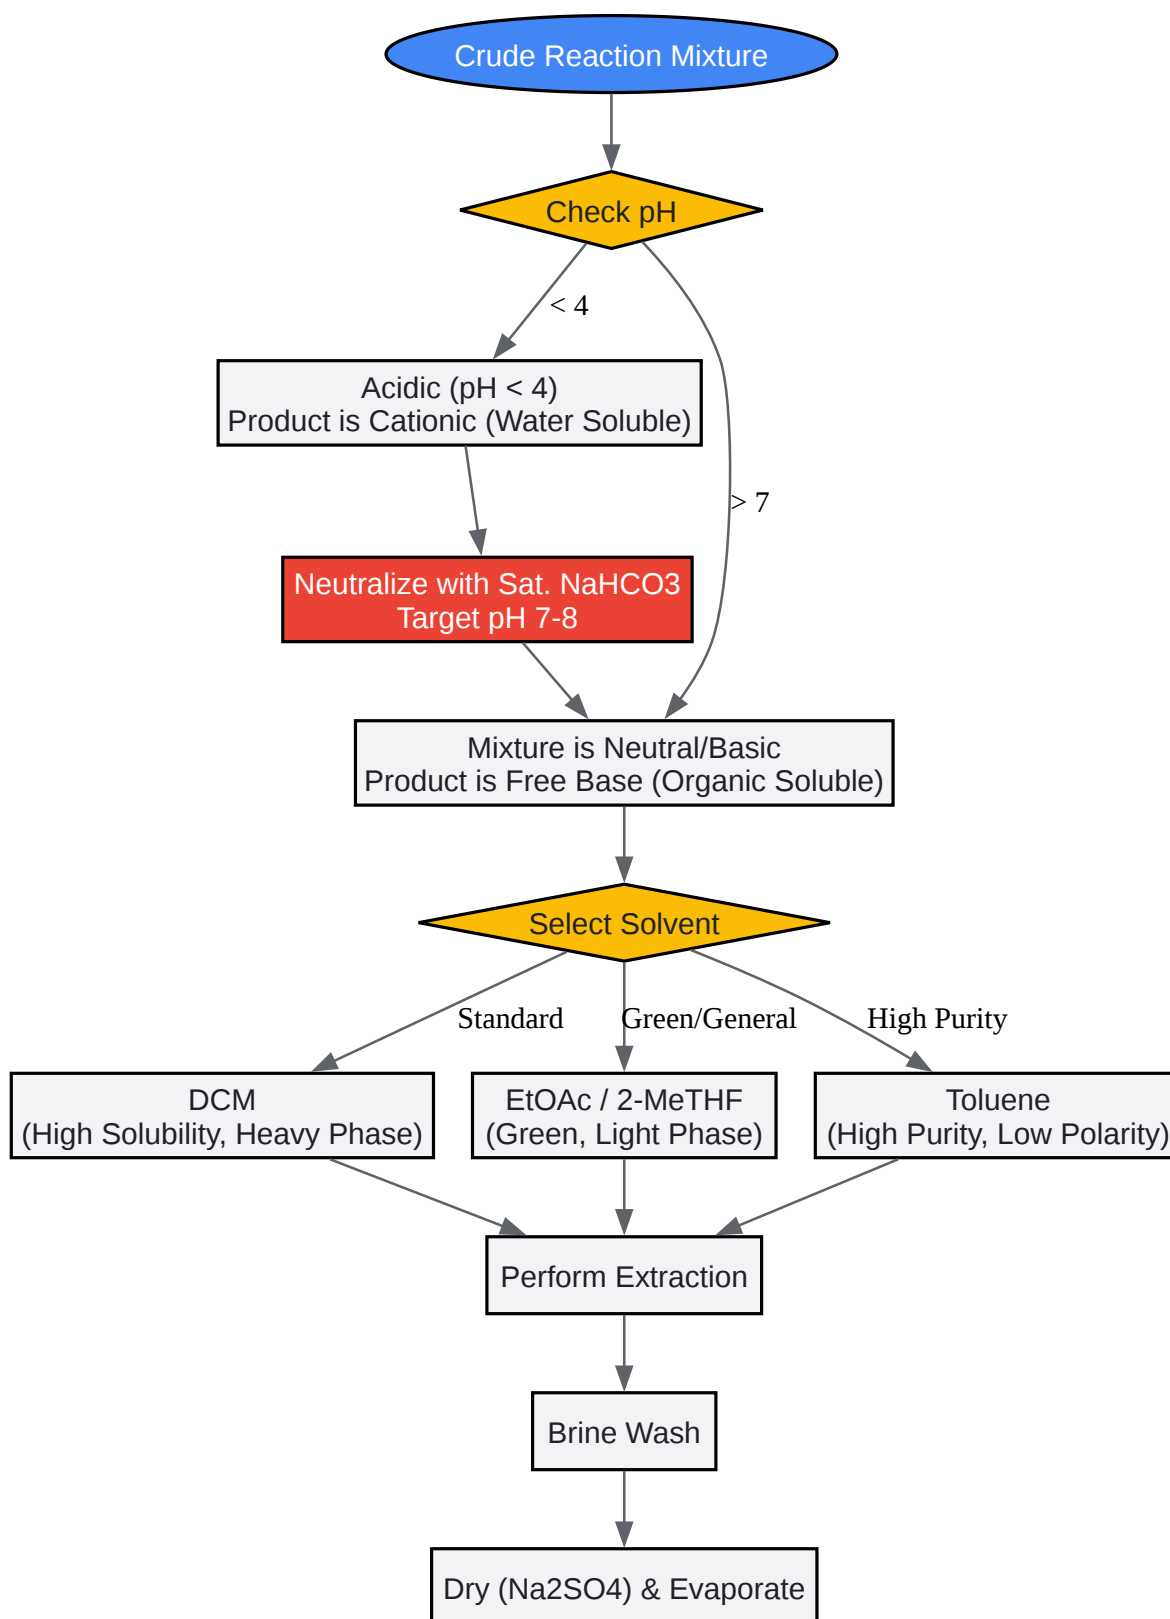 Crude Reaction Mixture
Check pH
< 4
Acidic (pH < 4)
Product is Cationic (Water Soluble)
> 7
Neutralize with Sat. NaHCO3
Target pH 7-8
Mixture is Neutral/Basic
Product is Free Base (Organic Soluble)
Select Solvent
Standard
Green/General
High Purity
DCM
(High Solubility, Heavy Phase)
EtOAc / 2-MeTHF
(Green, Light Phase)
Toluene
(High Purity, Low Polarity)
Perform Extraction
Brine Wash
Dry (Na2SO4) & Evaporate